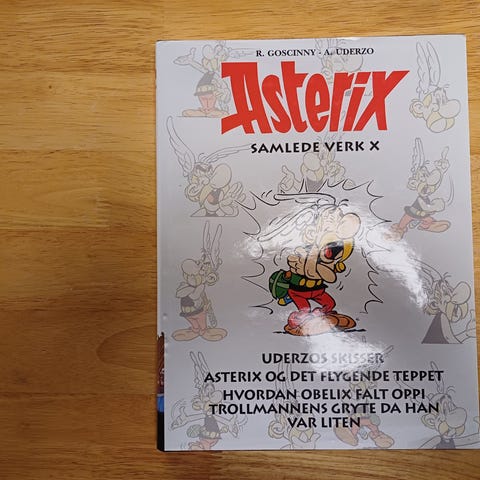 R. GOSCINNY - A. UDERZO
Asterix
SAMLEDE VERK X
UDERZOS SKISSER
ASTERIX OG DET FLYGENDE TEPPET
HVORDAN OBELIX FALT OPPI
TROLLMANNENS GRYTE DA HAN
VAR LITEN